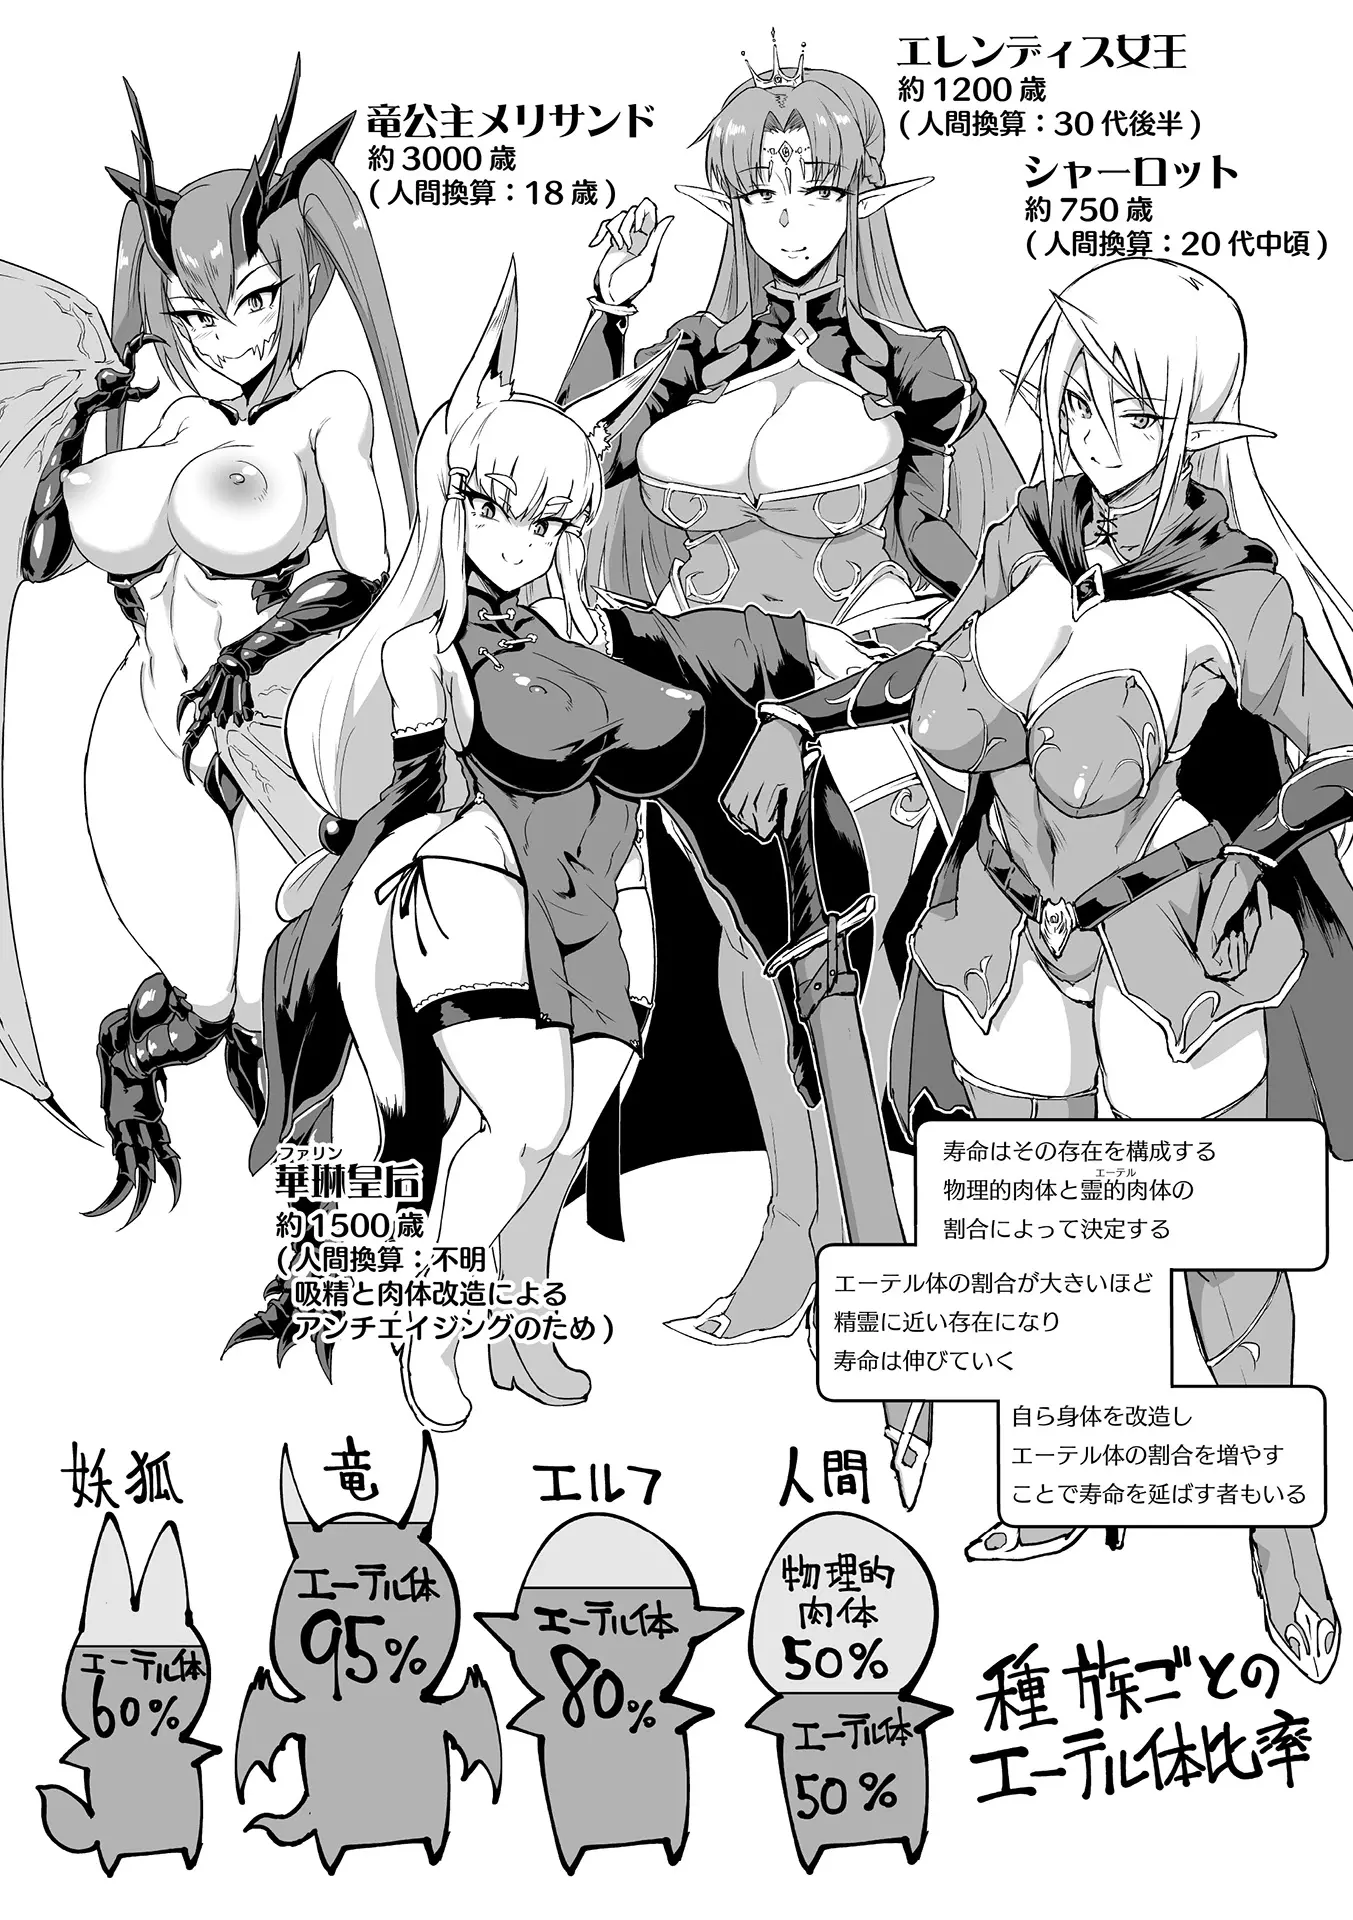 エレンディス女王
約1200歳
(人間換算：30代後半)
竜公主メリサンド
約3000歳
(人間換算：18歳)
シャーロット
約750歳
(人間換算：20代中頃)
ファリン
華琳皇后
約1500歳
(人間換算：不明
吸精と肉体改造による
アンチエイジングのため)
寿命はその存在を構成する
エーテル
物理的肉体と霊的肉体の
割合によって決定する
エーテル体の割合が大きいほど
精霊に近い存在になり
寿命は伸びていく
自ら身体を改造し
エーテル体の割合を増やす
ことで寿命を延ばす者もいる
妖狐
エーテル体
60%
竜
エーテル体
95%
エルフ
エーテル体
80%
人間
物理的
肉体
50%
エーテル体
50%
種族ごとの
エーテル体比率